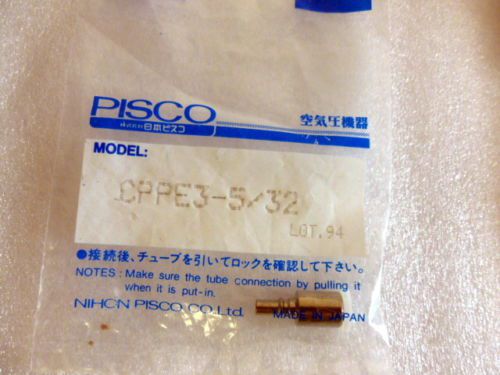 PISCO
株式会社日本ピスコ
空気圧機器
MODEL:
CPPE3-5/32
LOT.94
●接続後、チューブを引いてロックを確認して下さい。
NOTES : Make sure the tube connection by pulling it
when it is put-in.
NIHON PISCO CO.,Ltd.
MADE IN JAPAN